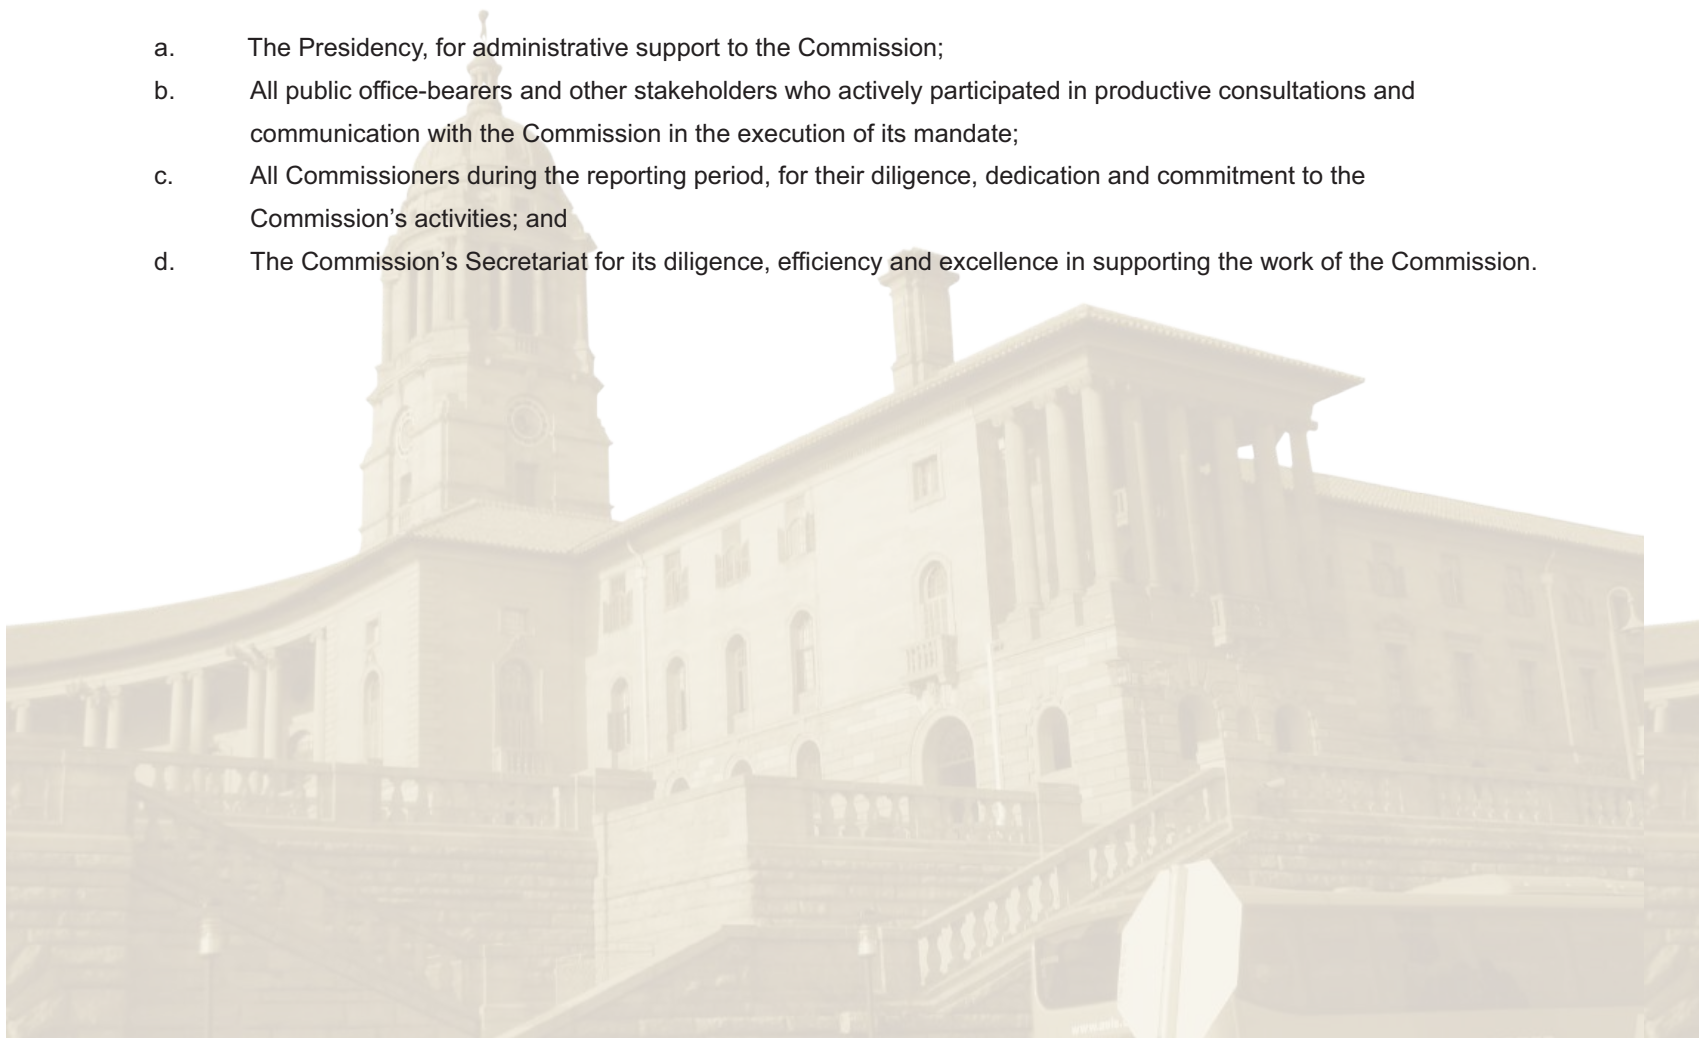 a. The Presidency, for administrative support to the Commission;
b. All public office-bearers and other stakeholders who actively participated in productive consultations and
communication with the Commission in the execution of its mandate;
c. All Commissioners during the reporting period, for their diligence, dedication and commitment to the
Commission’s activities; and
d. The Commission’s Secretariat for its diligence, efficiency and excellence in supporting the work of the Commission.